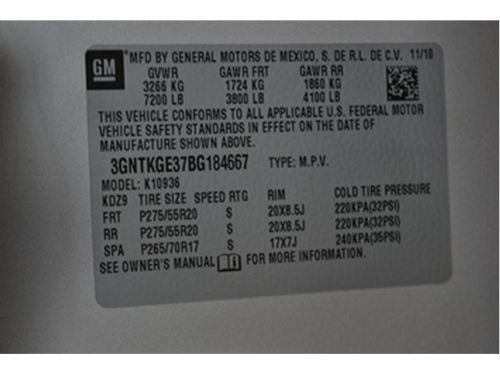 GM
MFD BY GENERAL MOTORS DE MEXICO, S. DE R.L. DE C.V. 11/10
GVWR GAWR FRT GAWR RR
3266 KG 1724 KG 1860 KG
7200 LB 3800 LB 4100 LB
THIS VEHICLE CONFORMS TO ALL APPLICABLE U.S. FEDERAL MOTOR
VEHICLE SAFETY STANDARDS IN EFFECT ON THE DATE OF
MANUFACTURE SHOWN ABOVE.
3GNTKGE37BG184667 TYPE: M.P.V.
MODEL: K10936
KDZ9 TIRE SIZE SPEED RTG RIM COLD TIRE PRESSURE
FRT P275/55R20 S 20X8.5J 220KPA(32PSI)
RR P275/55R20 S 20X8.5J 220KPA(32PSI)
SPA P265/70R17 S 17X7J 240KPA(35PSI)
SEE OWNER'S MANUAL FOR MORE INFORMATION.